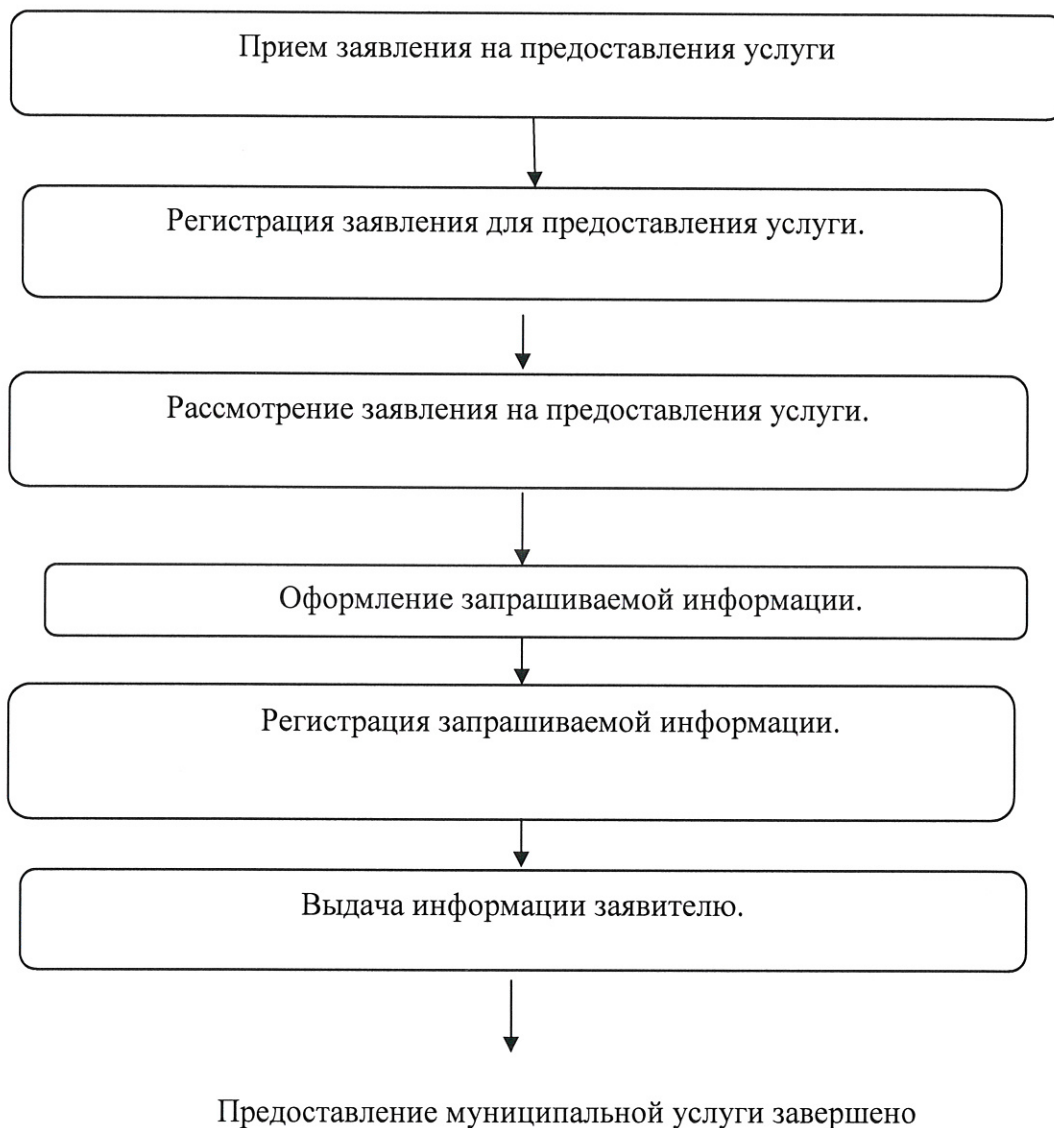 Прием заявления на предоставления услуги
Регистрация заявления для предоставления услуги.
Рассмотрение заявления на предоставления услуги.
Оформление запрашиваемой информации.
Регистрация запрашиваемой информации.
Выдача информации заявителю.
Предоставление муниципальной услуги завершено